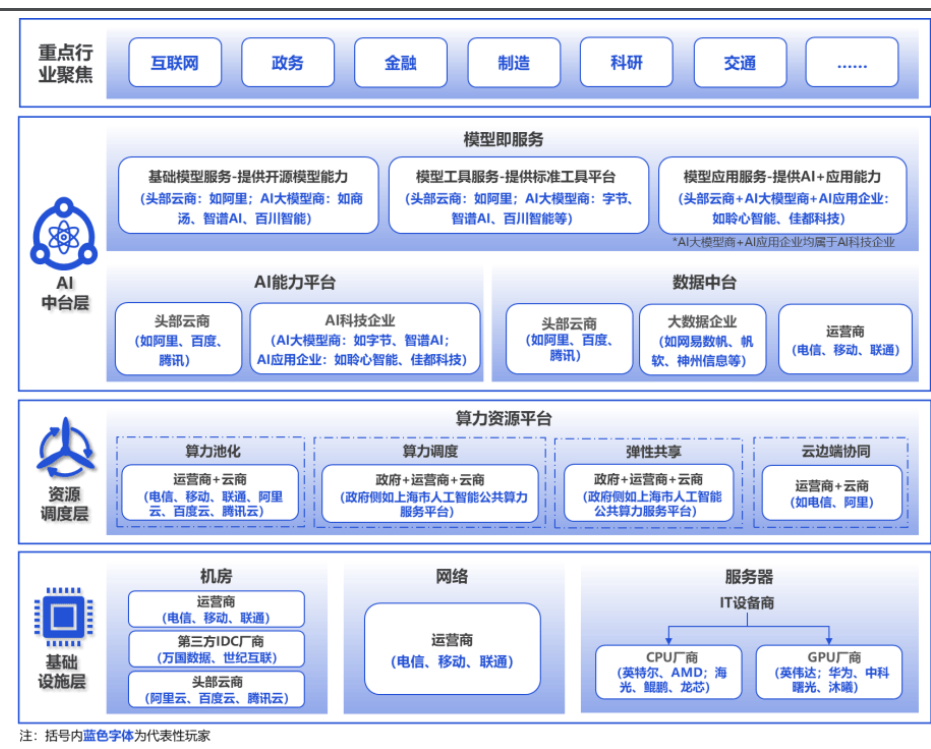 重点行
业聚焦
互联网
政务
金融
制造
科研
交通
......
AI
中台层
模型即服务
基础模型服务-提供开源模型能力
(头部云商：如阿里；AI大模型商：如商
汤、智谱AI、百川智能)
模型工具服务-提供标准工具平台
(头部云商：如阿里；AI大模型商：字节、
智谱AI、百川智能等)
模型应用服务-提供AI+应用能力
(头部云商+AI大模型商+AI应用企业：
如聆心智能、佳都科技)
*AI大模型商+AI应用企业均属于AI科技企业
AI能力平台
头部云商
(如阿里、百度、
腾讯)
AI科技企业
(AI大模型商：如字节、智谱AI；
AI应用企业：如聆心智能、佳都科技)
数据中台
头部云商
(如阿里、百度、
腾讯)
大数据企业
(如网易数帆、帆
软、神州信息等)
运营商
(电信、移动、联通)
资源
调度层
算力资源平台
算力池化
运营商+云商
(电信、移动、联通、阿里
云、百度云、腾讯云)
算力调度
政府+运营商+云商
(政府侧如上海市人工智能公共算力
服务平台)
弹性共享
政府+运营商+云商
(政府侧如上海市人工智能
公共算力服务平台)
云边端协同
运营商+云商
(如电信、阿里)
基础
设施层
机房
运营商
(电信、移动、联通)
第三方IDC厂商
(万国数据、世纪互联)
头部云商
(阿里云、百度云、腾讯云)
网络
运营商
(电信、移动、联通)
服务器
IT设备商
CPU厂商
(英特尔、AMD；海
光、鲲鹏、龙芯)
GPU厂商
(英伟达；华为、中科
曙光、沐曦)
注：括号内蓝色字体为代表性玩家